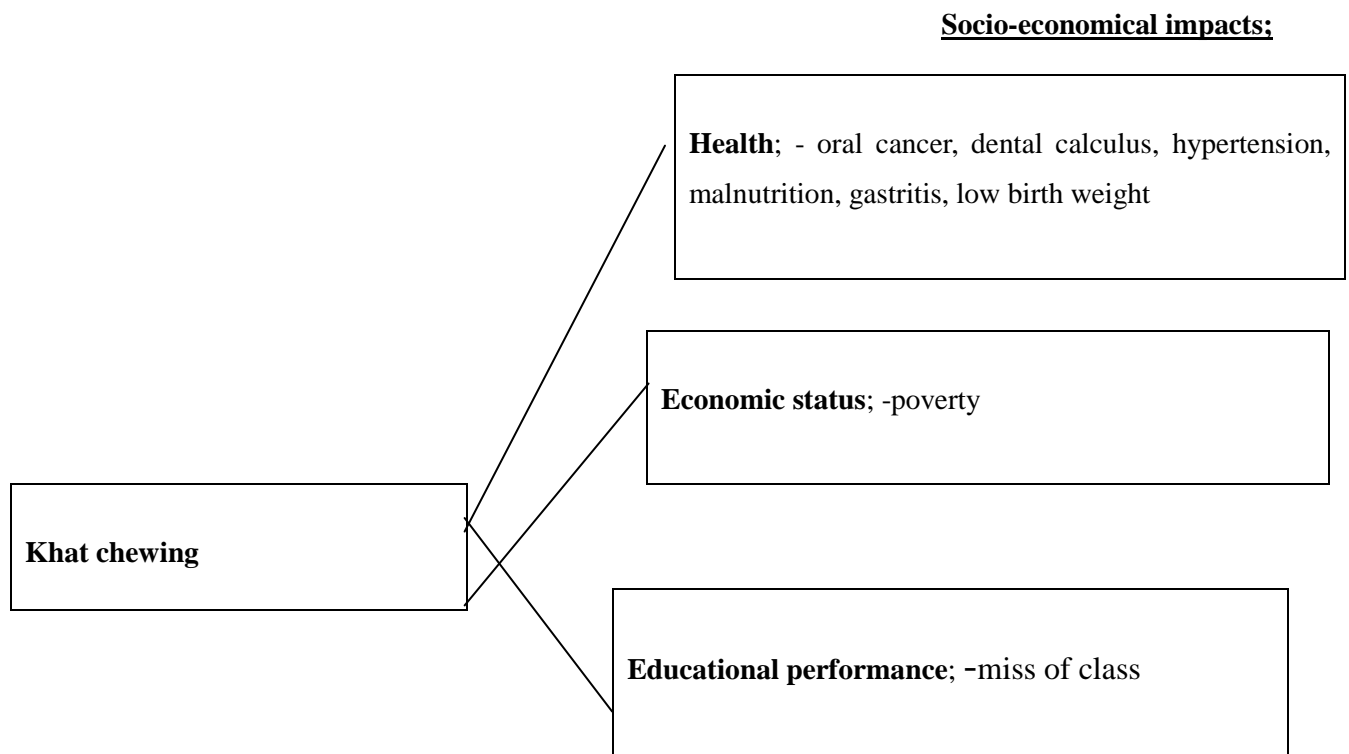 Socio-economical impacts;
Health; - oral cancer, dental calculus, hypertension,
malnutrition, gastritis, low birth weight
Economic status; -poverty
Khat chewing
Educational performance; -miss of class